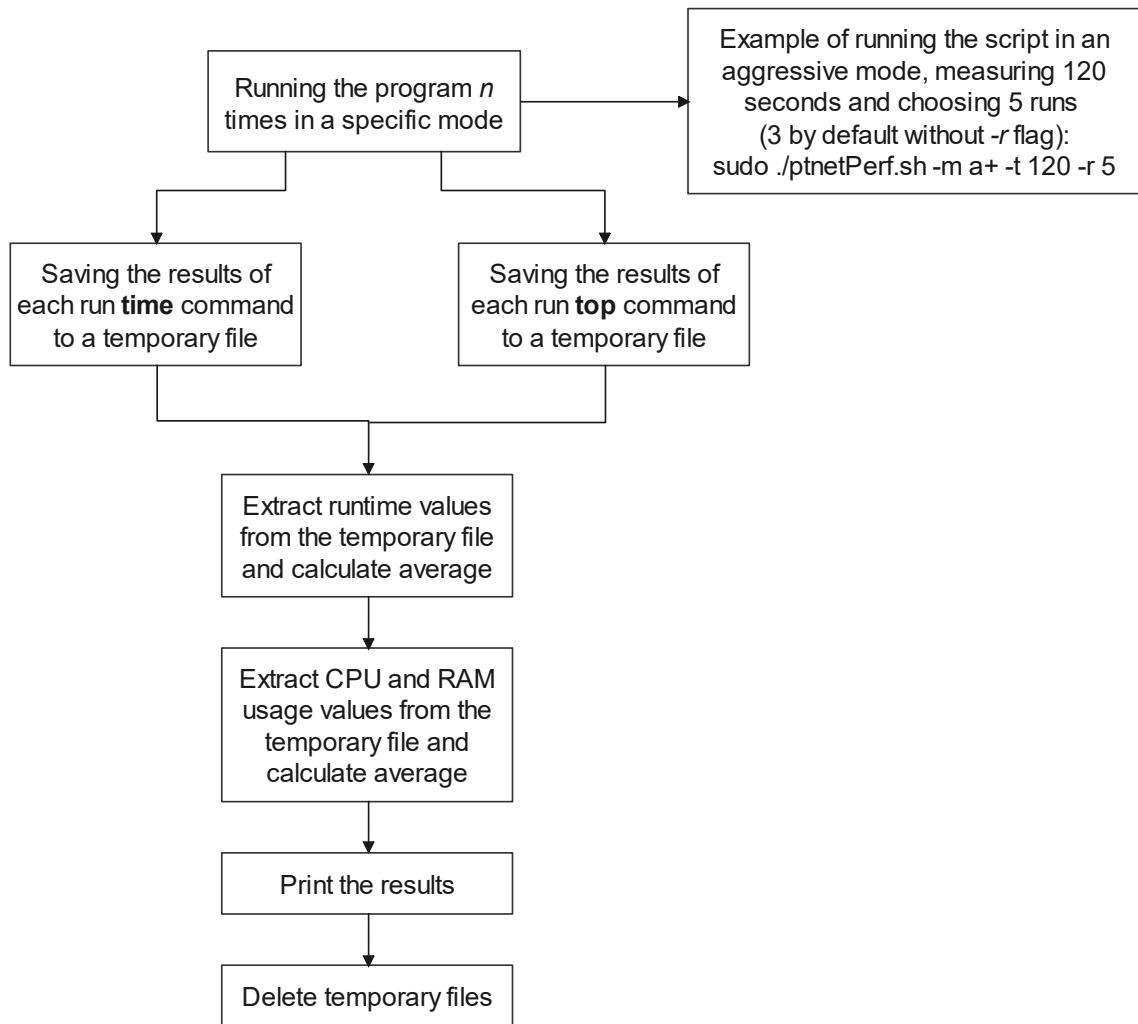 Running the program n
times in a specific mode
Example of running the script in an
aggressive mode, measuring 120
seconds and choosing 5 runs
(3 by default without -r flag):
sudo ./ptnetPerf.sh -m a+ -t 120 -r 5
Saving the results of
each run time command
to a temporary file
Saving the results of
each run top command
to a temporary file
Extract runtime values
from the temporary file
and calculate average
Extract CPU and RAM
usage values from the
temporary file and
calculate average
Print the results
Delete temporary files